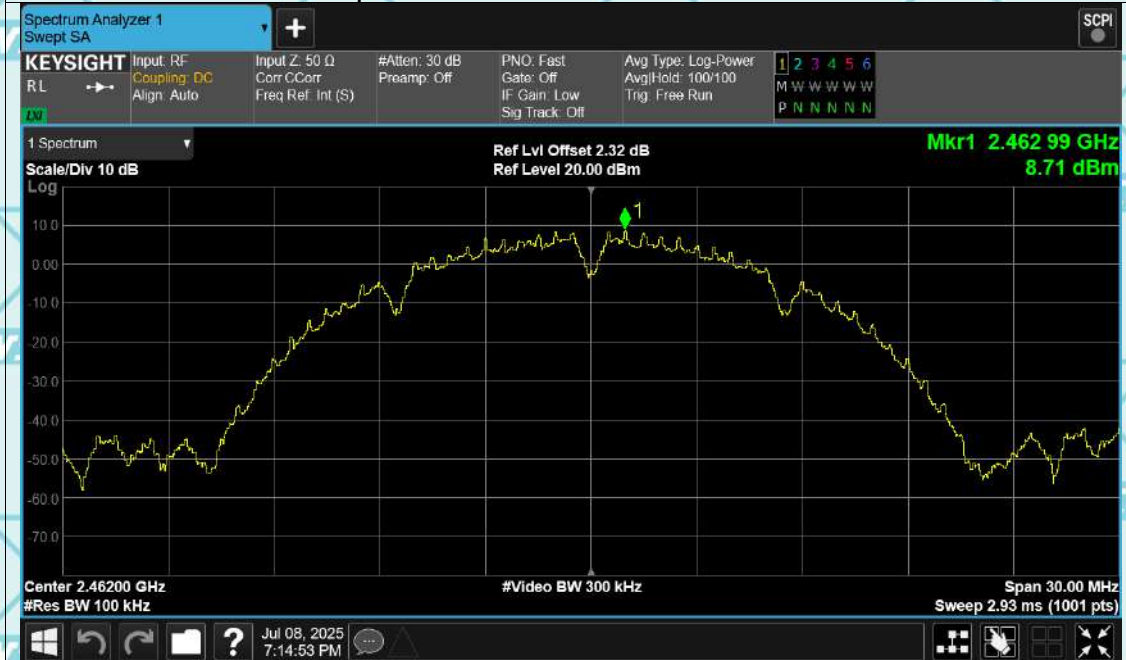 Spectrum Analyzer 1
Swept SA
+
SCPI
KEYSIGHT
RL
LXI
Input: RF
Coupling: DC
Align: Auto
Input Z: 50 Ω
Corr CCorr
Freq Ref: Int (S)
#Atten: 30 dB
Preamp: Off
PNO: Fast
Gate: Off
IF Gain: Low
Sig Track: Off
Avg Type: Log-Power
Avg|Hold: 100/100
Trig: Free Run
1 2 3 4 5 6
M W W W W W
P N N N N N
1 Spectrum
Scale/Div 10 dB
Ref Lvl Offset 2.32 dB
Ref Level 20.00 dBm
Mkr1 2.462 99 GHz
8.71 dBm
Log
1
10.0
0.00
-10.0
-20.0
-30.0
-40.0
-50.0
-60.0
-70.0
Center 2.46200 GHz
#Res BW 100 kHz
#Video BW 300 kHz
Span 30.00 MHz
Sweep 2.93 ms (1001 pts)
?
Jul 08, 2025
7:14:53 PM